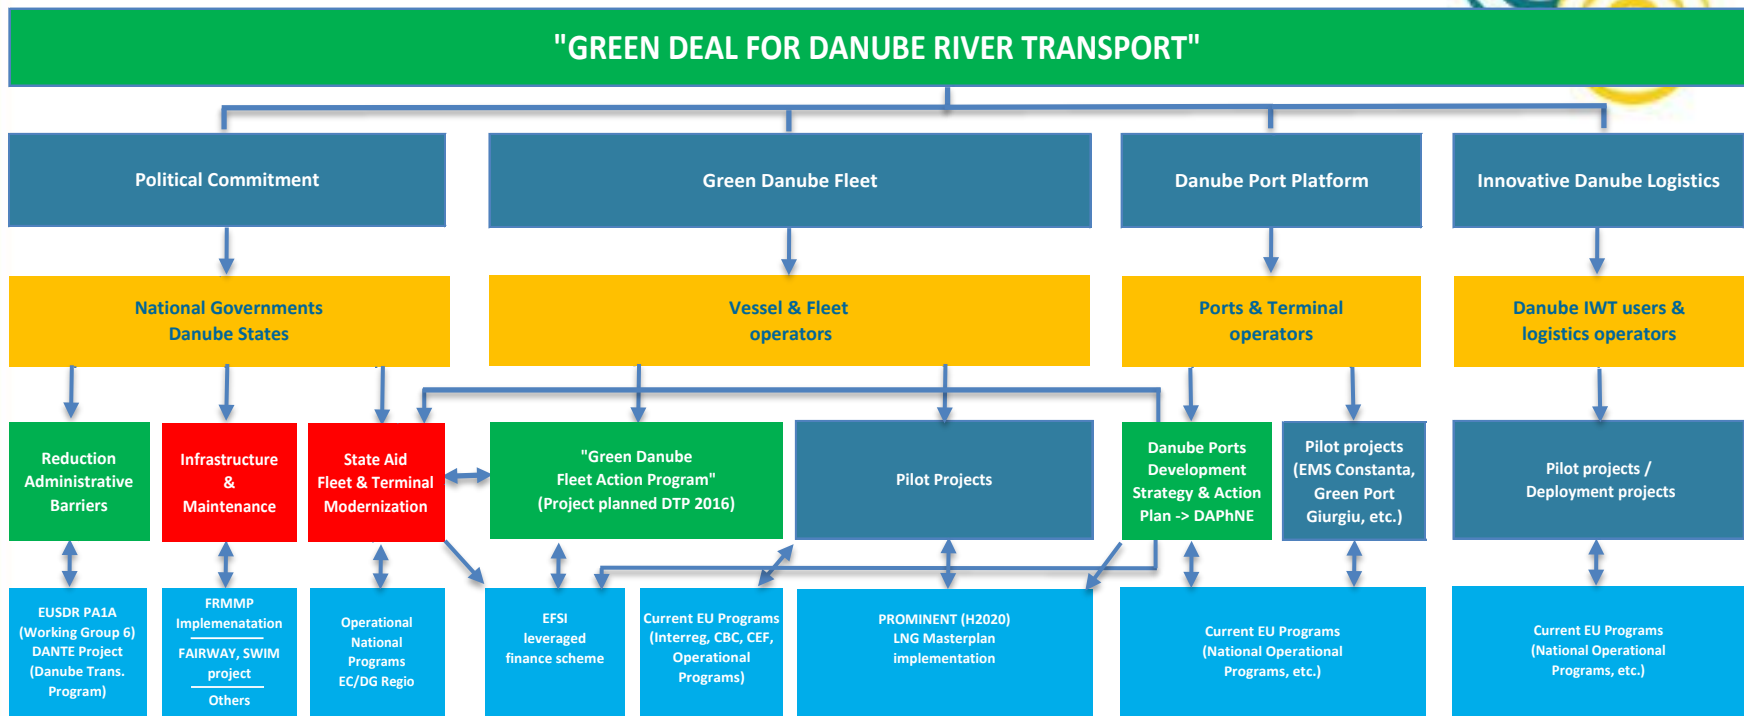 "GREEN DEAL FOR DANUBE RIVER TRANSPORT"
Political Commitment
Green Danube Fleet
Danube Port Platform
Innovative Danube Logistics
National Governments
Danube States
Vessel & Fleet
operators
Ports & Terminal
operators
Danube IWT users &
logistics operators
Reduction
Administrative
Barriers
Infrastructure
&
Maintenance
State Aid
Fleet & Terminal
Modernization
"Green Danube
Fleet Action Program"
(Project planned DTP 2016)
Pilot Projects
Danube Ports
Development
Strategy & Action
Plan -> DAPhNE
Pilot projects
(EMS Constanta,
Green Port
Giurgiu, etc.)
Pilot projects /
Deployment projects
EUSDR PA1A
(Working Group 6)
DANTE Project
(Danube Trans.
Program)
FRMMP
Implemenatation
FAIRWAY, SWIM
project
Others
Operational
National
Programs
EC/DG Regio
EFSI
leveraged
finance scheme
Current EU Programs
(Interreg, CBC, CEF,
Operational
Programs)
PROMINENT (H2020)
LNG Masterplan
implementation
Current EU Programs
(National Operational
Programs, etc.)
Current EU Programs
(National Operational
Programs, etc.)